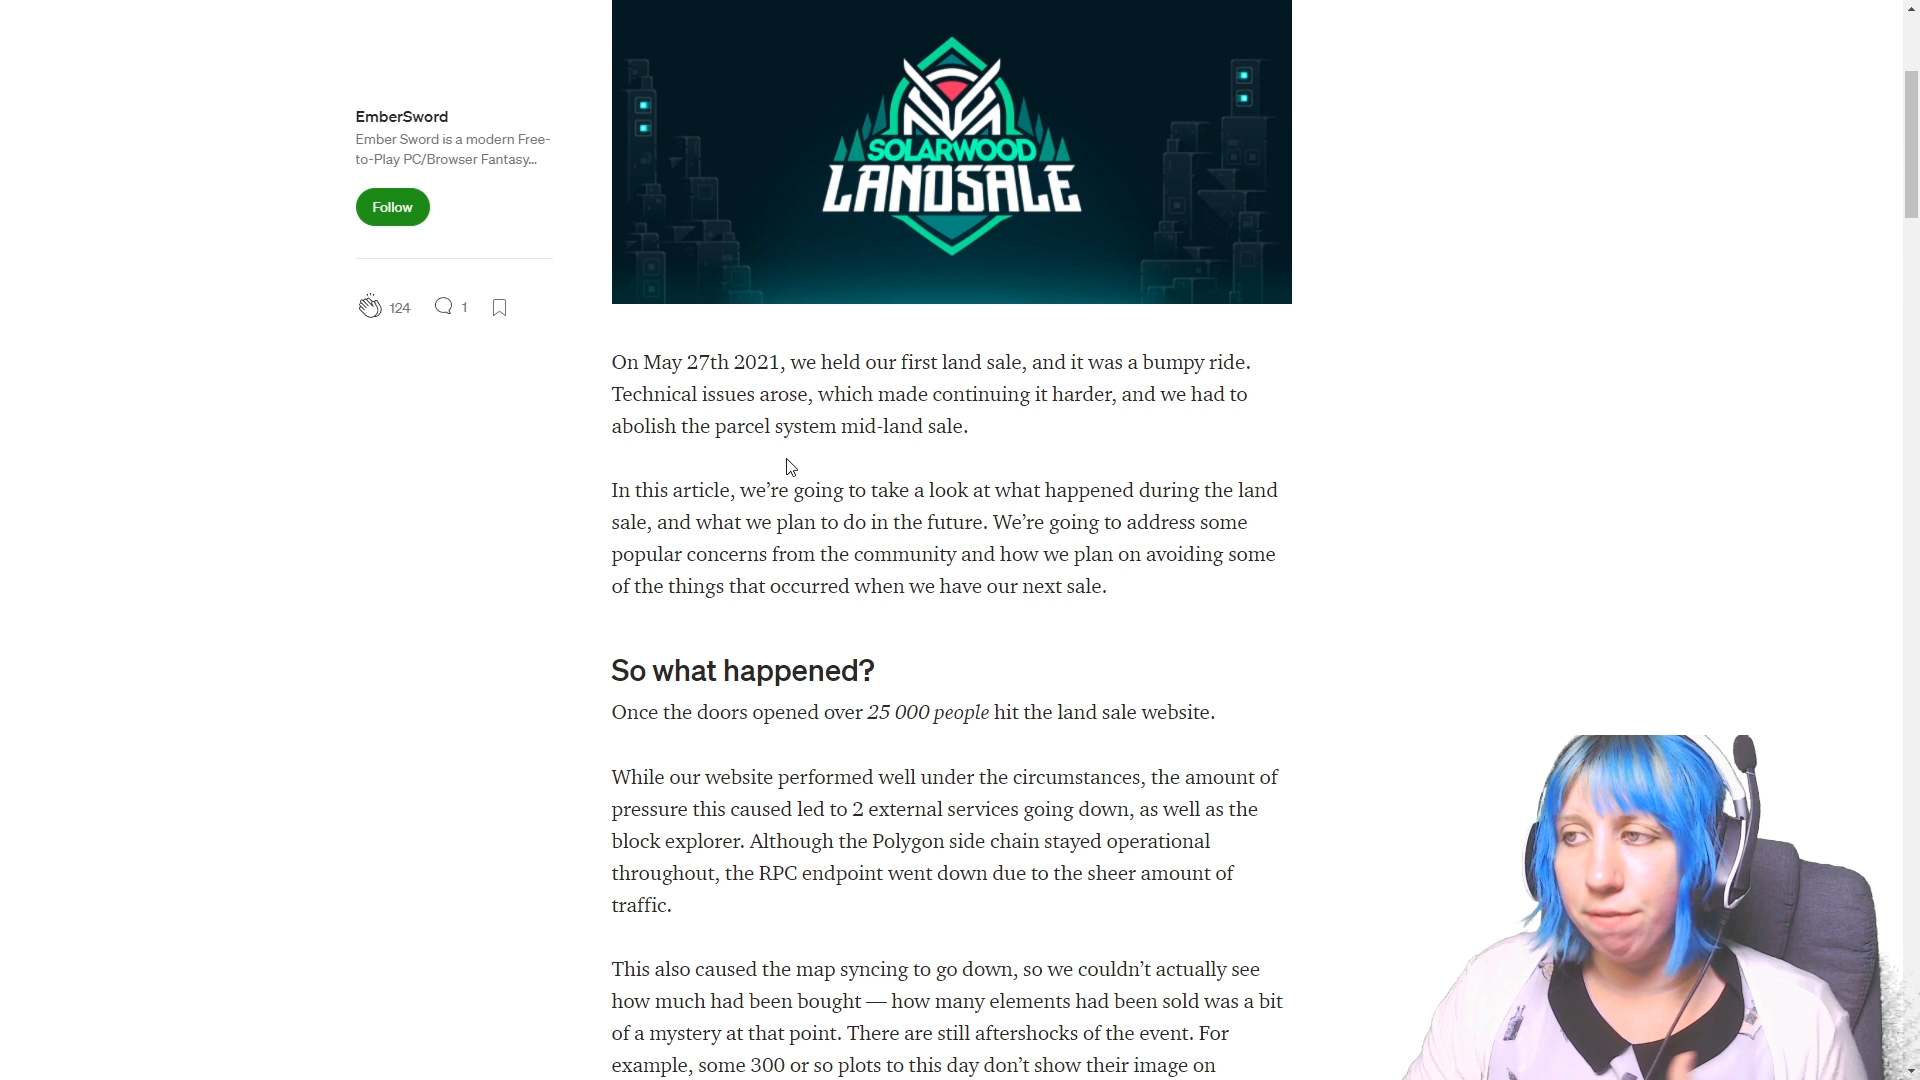 SOLARWOOD
LANDSALE
EmberSword
Ember Sword is a modern Free-
to-Play PC/Browser Fantasy...
Follow
124
1
On May 27th 2021, we held our first land sale, and it was a bumpy ride.
Technical issues arose, which made continuing it harder, and we had to
abolish the parcel system mid-land sale.
In this article, we’re going to take a look at what happened during the land
sale, and what we plan to do in the future. We’re going to address some
popular concerns from the community and how we plan on avoiding some
of the things that occurred when we have our next sale.
So what happened?
Once the doors opened over 25 000 people hit the land sale website.
While our website performed well under the circumstances, the amount of
pressure this caused led to 2 external services going down, as well as the
block explorer. Although the Polygon side chain stayed operational
throughout, the RPC endpoint went down due to the sheer amount of
traffic.
This also caused the map syncing to go down, so we couldn’t actually see
how much had been bought — how many elements had been sold was a bit
of a mystery at that point. There are still aftershocks of the event. For
example, some 300 or so plots to this day don’t show their image on